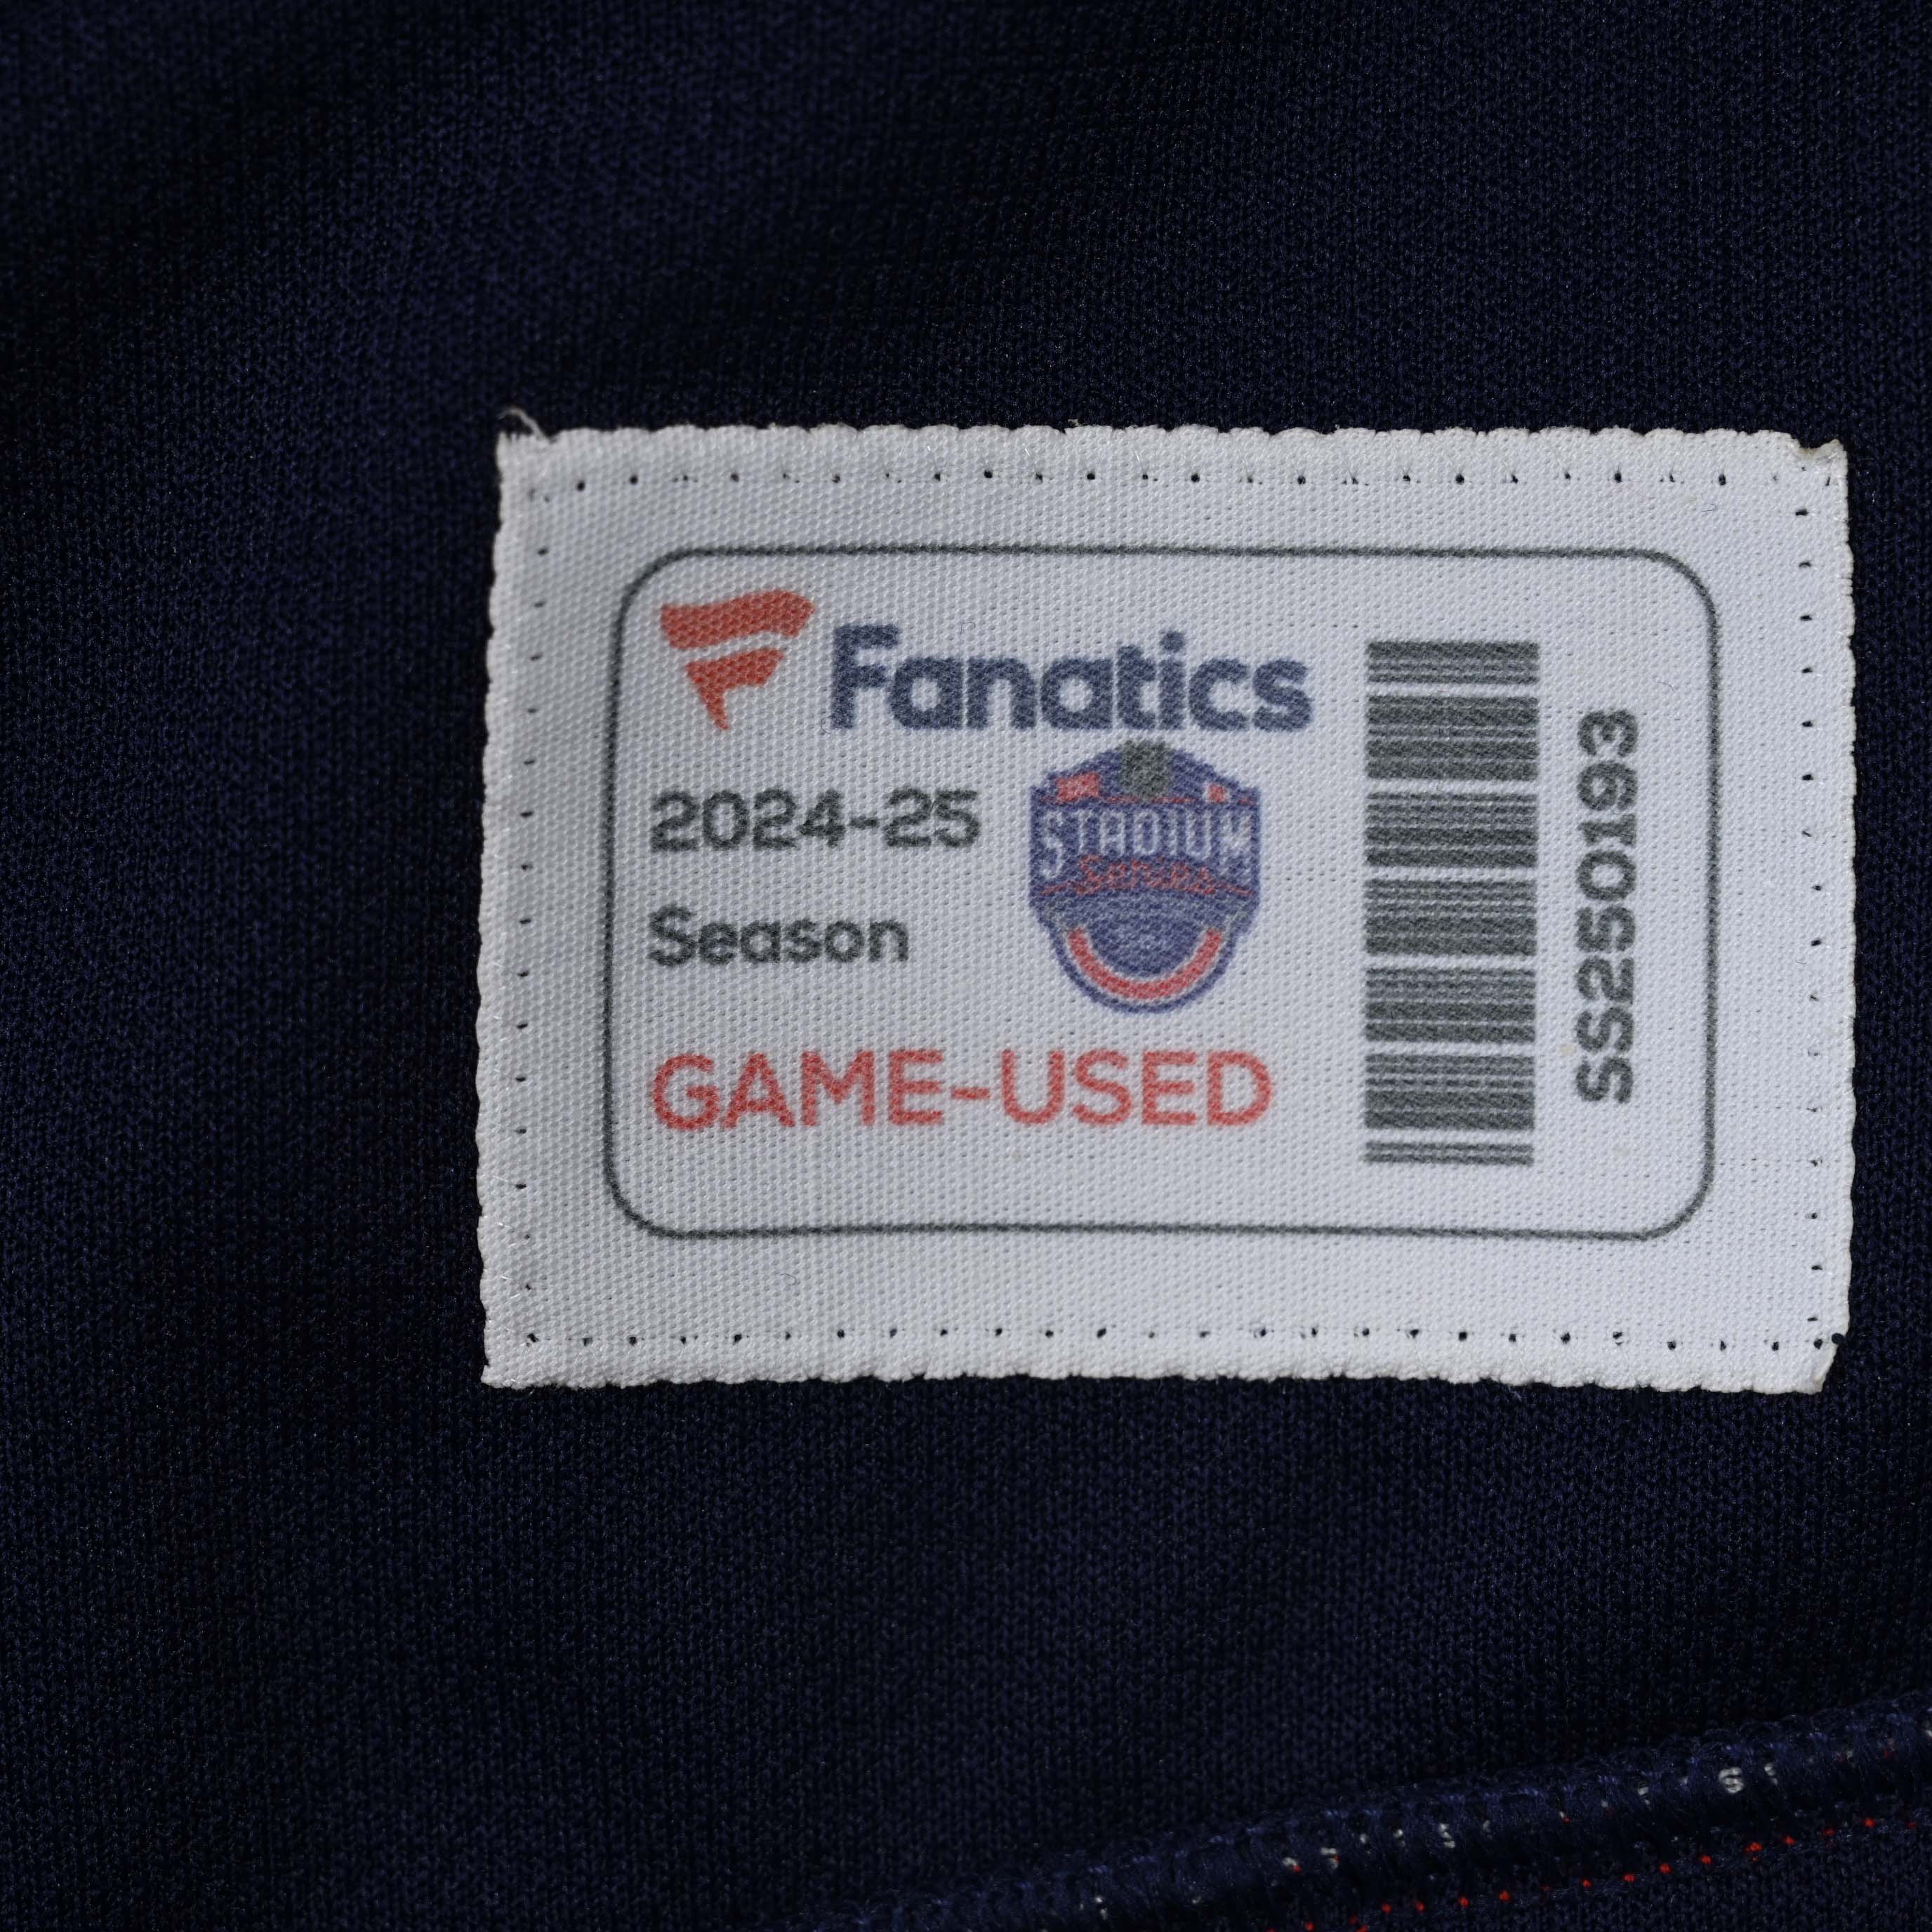 Fanatics
2024-25
STADIUM
Series
Season
GAME-USED
SS250193